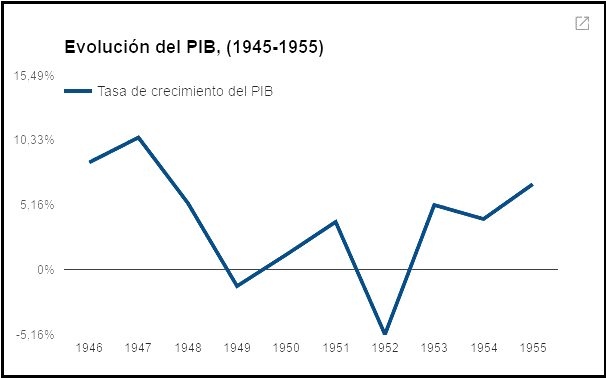 Evolución del PIB, (1945-1955)
15,49%
Tasa de crecimiento del PIB
10,33%
5,16%
0%
-5,16%
1946 1947 1948 1949 1950 1951 1952 1953 1954 1955